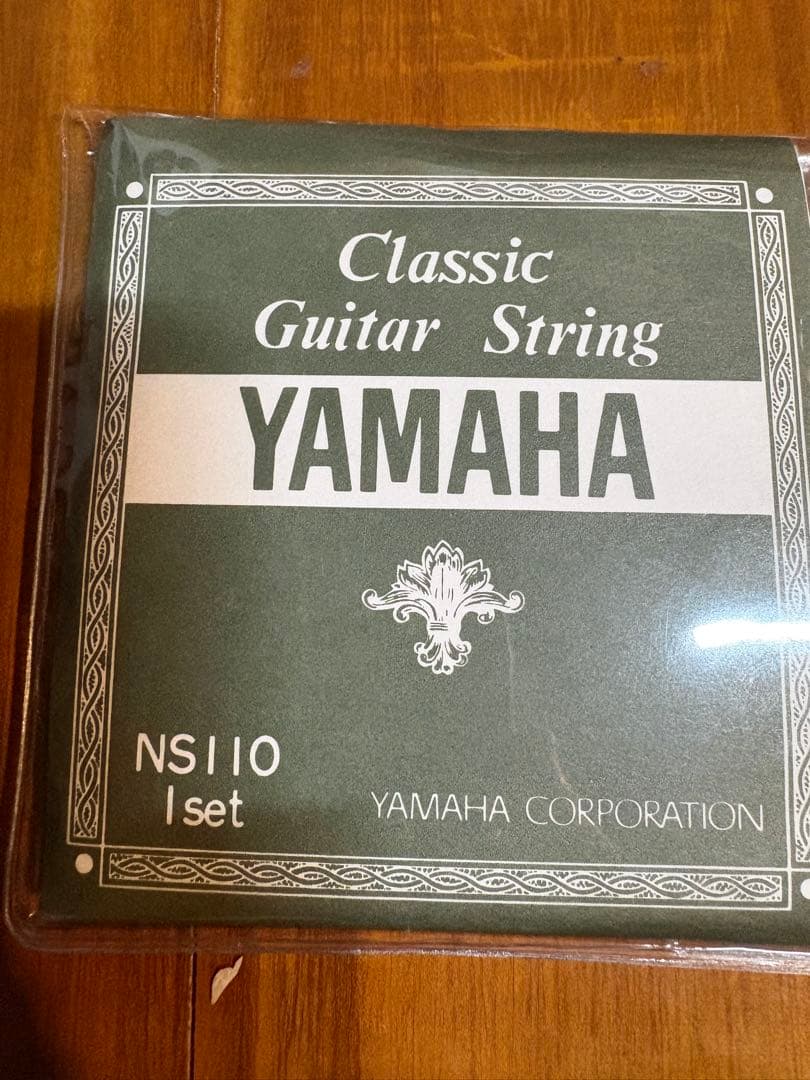 Classic
Guitar String
YAMAHA
NS110
1set
YAMAHA CORPORATION